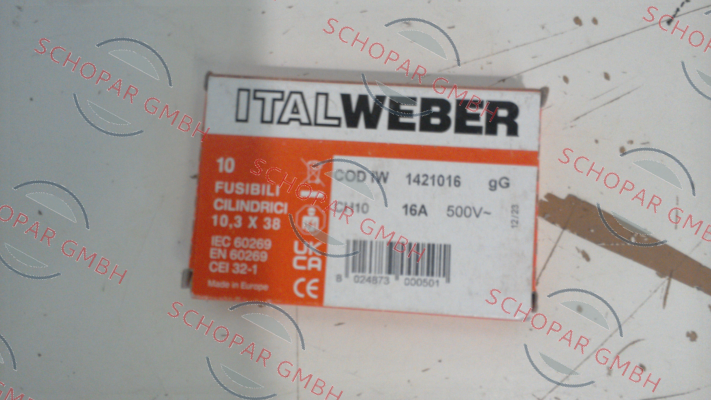 ITALWEBER
10
FUSIBILI
CILINDRICI
10,3 X 38
IEC 60269
EN 60269
CEI 32-1
Made in Europe
UK
CA
CE
COD IW 1421016 gG
CH10 16A 500V~
12/23
8 024873 000501
SCHOPAR GMBH
SCHOPAR GMBH
SCHOPAR GMBH
SCHOPAR GMBH
SCHOPAR GMBH
SCHOPAR GMBH
SCHOPAR GMBH
SCHOPAR GMBH